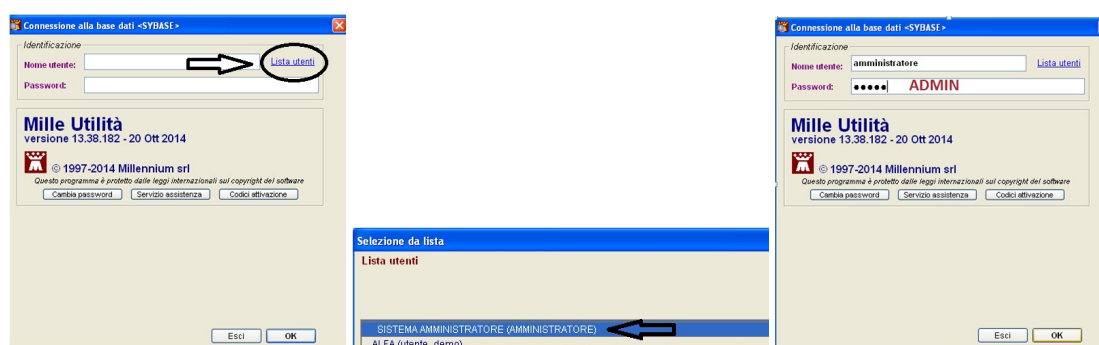 Connessione alla base dati <SYBASE>
Identificazione
Nome utente:
Lista utenti
Password:
Mille Utilità
versione 13.38.182 - 20 Ott 2014
© 1997-2014 Millennium srl
Questo programma è protetto dalle leggi internazionali sul copyright del software
Cambia password
Servizio assistenza
Codici attivazione
Esci
OK
Selezione da lista
Lista utenti
SISTEMA AMMINISTRATORE (AMMINISTRATORE)
ALFA (utente_demo)
Connessione alla base dati <SYBASE>
Identificazione
Nome utente: amministratore Lista utenti
Password: ●●●●● ADMIN
Mille Utilità
versione 13.38.182 - 20 Ott 2014
© 1997-2014 Millennium srl
Questo programma è protetto dalle leggi internazionali sul copyright del software
Cambia password
Servizio assistenza
Codici attivazione
Esci
OK